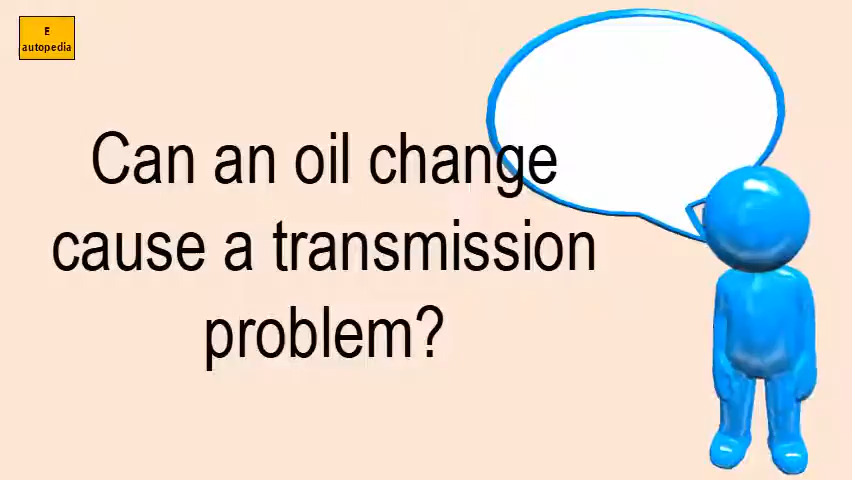 E
autopedia
Can an oil change
cause a transmission
problem?